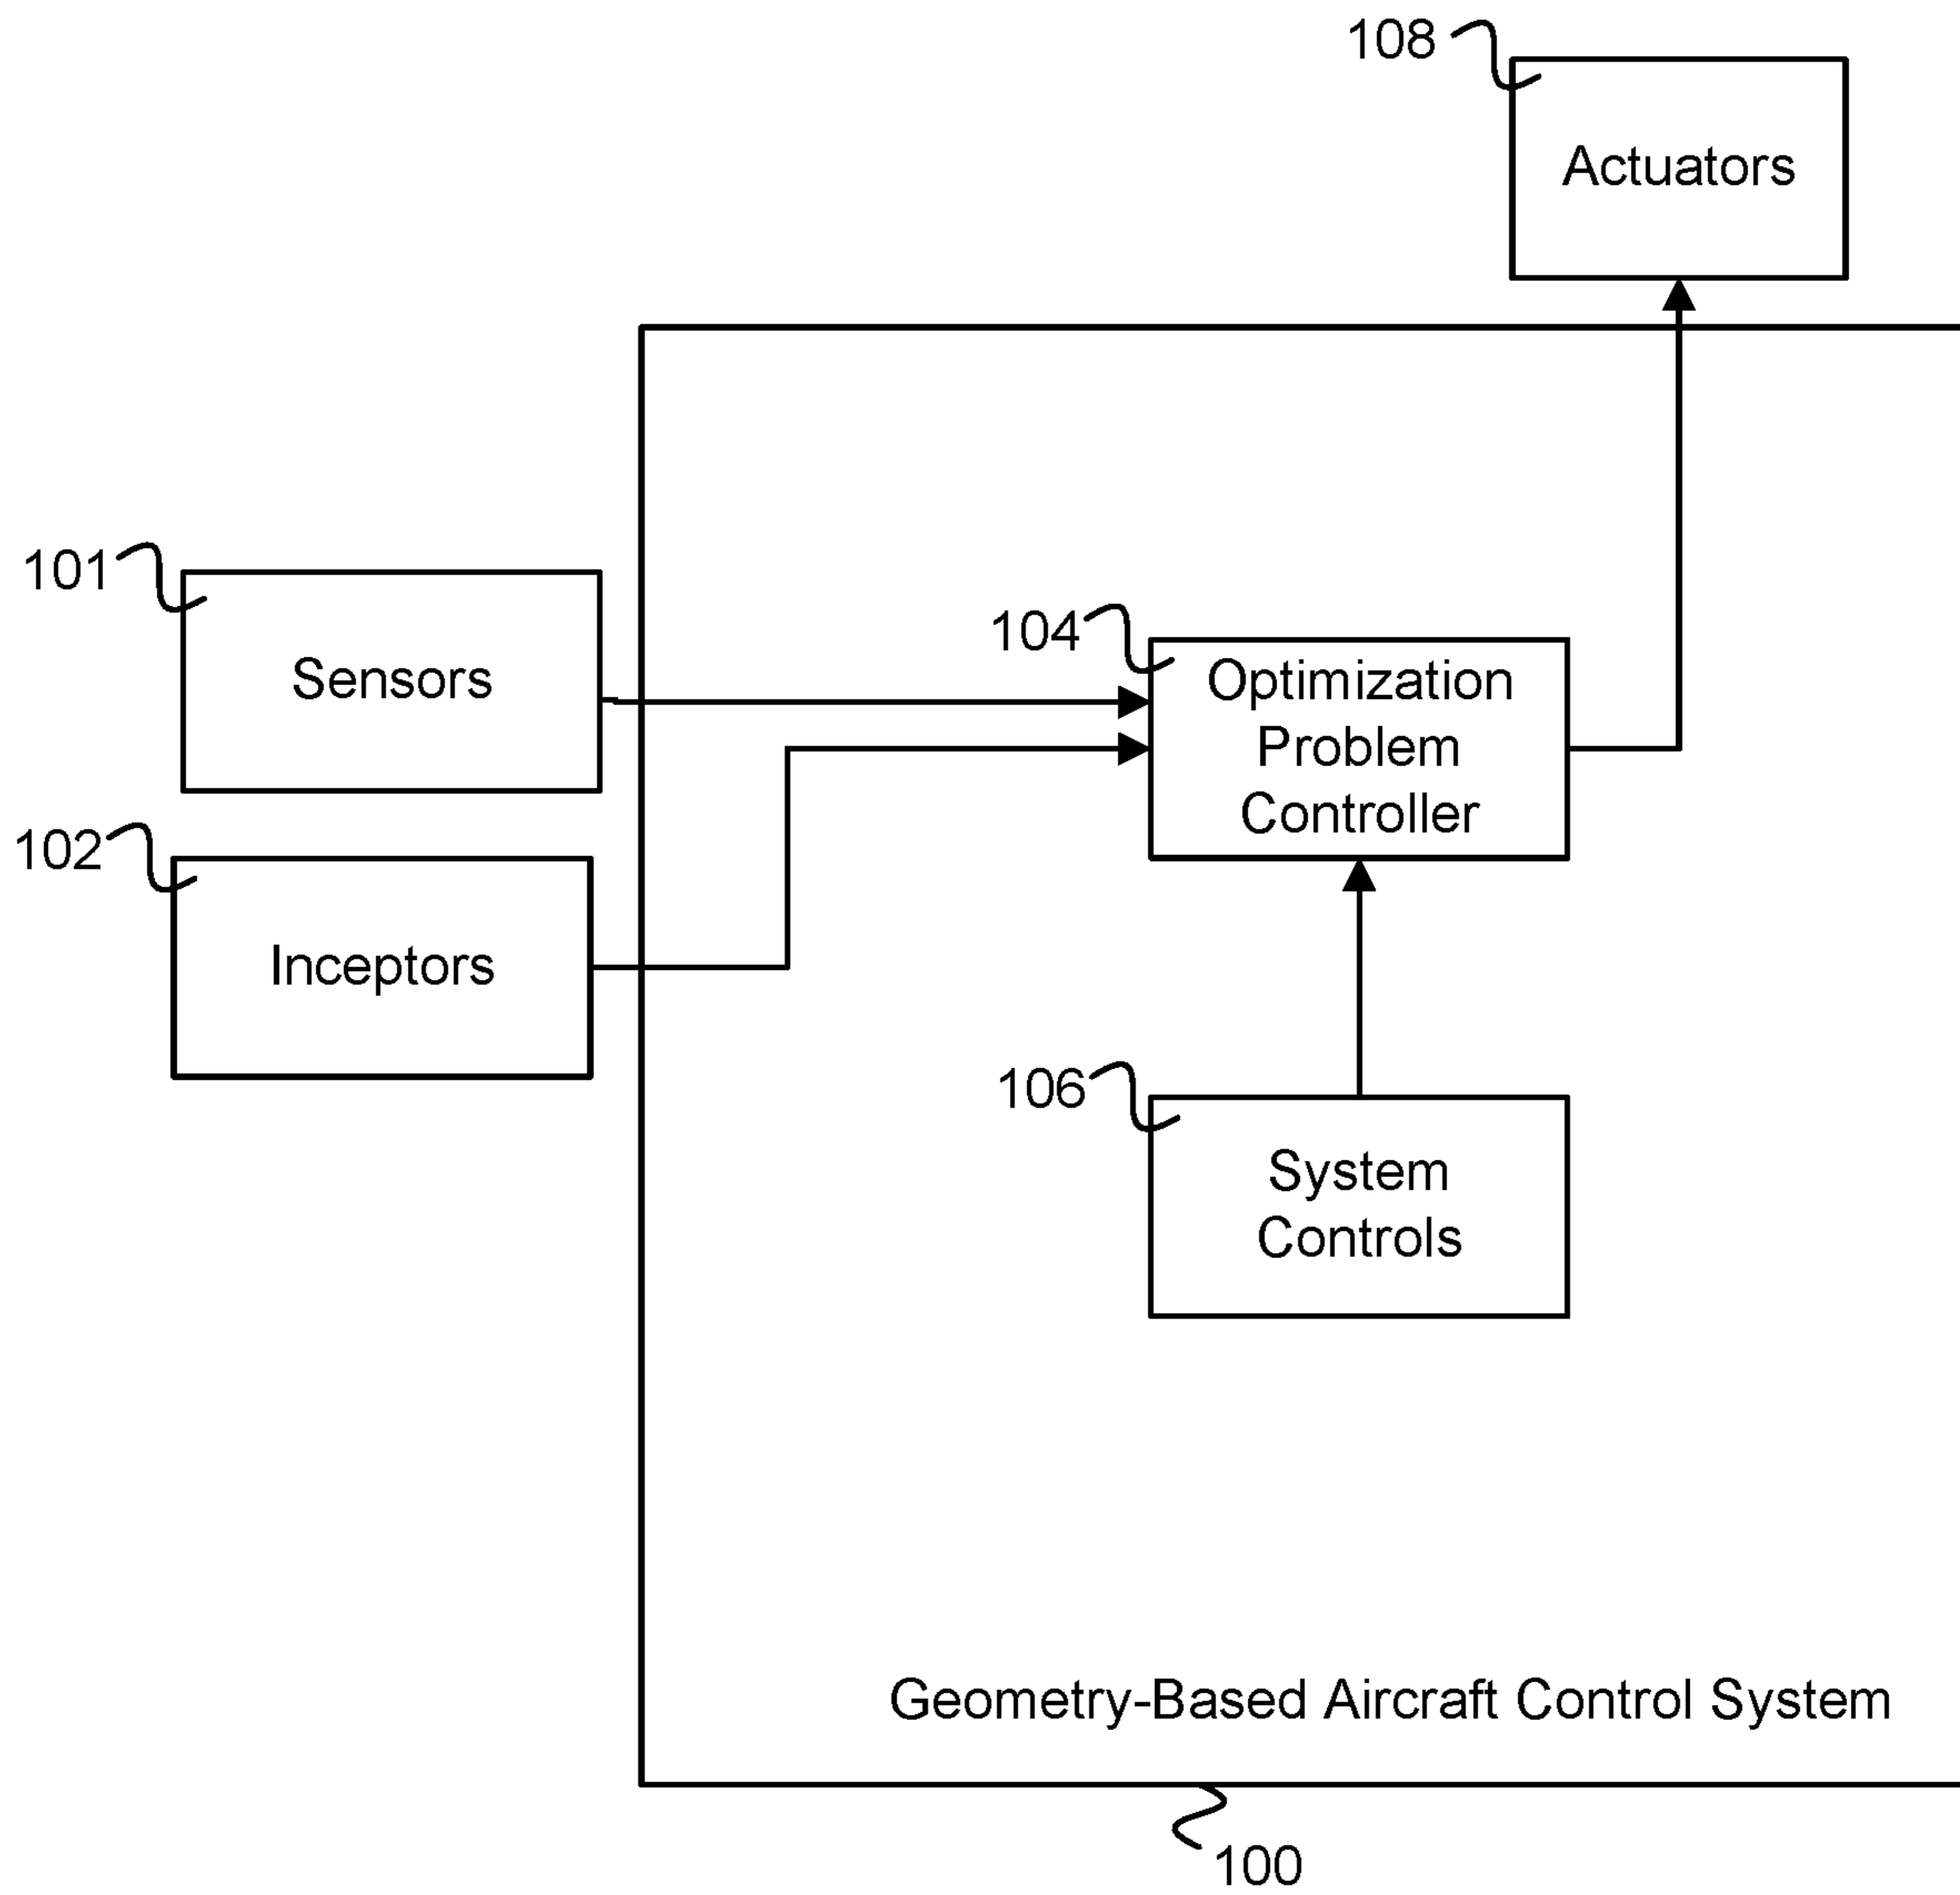 108
Actuators
101
Sensors
104
Optimization
Problem
Controller
102
Inceptors
106
System
Controls
Geometry-Based Aircraft Control System
100